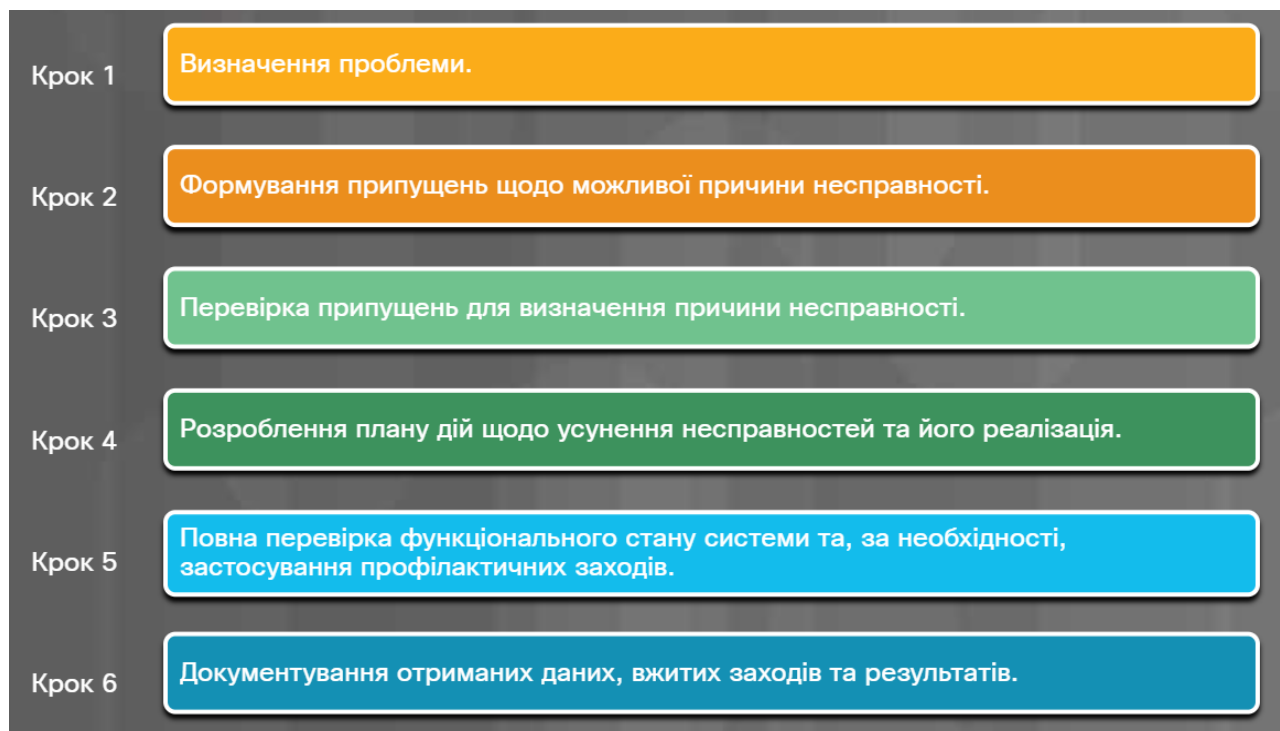 Крок 1
Визначення проблеми.
Крок 2
Формування припущень щодо можливої причини несправності.
Крок 3
Перевірка припущень для визначення причини несправності.
Крок 4
Розроблення плану дій щодо усунення несправностей та його реалізація.
Крок 5
Повна перевірка функціонального стану системи та, за необхідності,
застосування профілактичних заходів.
Крок 6
Документування отриманих даних, вжитих заходів та результатів.